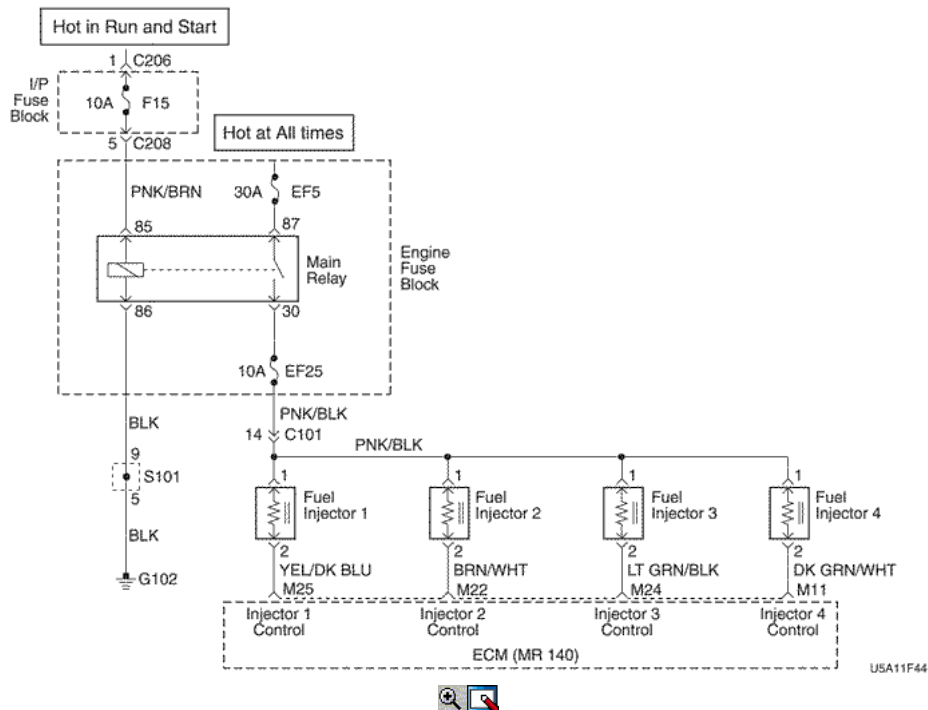 Hot in Run and Start
1 C206
I/P
Fuse
Block
10A F15
5 C208
Hot at All times
PNK/BRN
30A EF5
85
87
Main
Relay
Engine
Fuse
Block
86
30
10A EF25
BLK
PNK/BLK
14 C101
PNK/BLK
9
S101
5
BLK
G102
1
Fuel
Injector 1
2
YEL/DK BLU
M25
1
Fuel
Injector 2
2
BRN/WHT
M22
1
Fuel
Injector 3
2
LT GRN/BLK
M24
1
Fuel
Injector 4
2
DK GRN/WHT
M11
Injector 1
Control
Injector 2
Control
Injector 3
Control
Injector 4
Control
ECM (MR 140)
U5A11F44